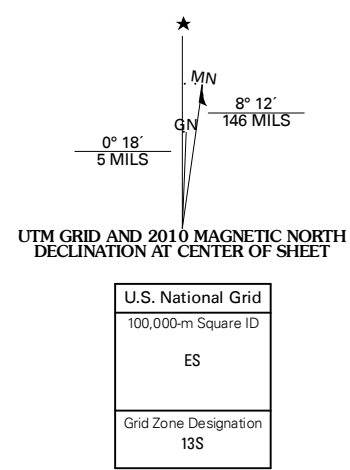 MN
GN
8° 12´
146 MILS
0° 18´
5 MILS
UTM GRID AND 2010 MAGNETIC NORTH
DECLINATION AT CENTER OF SHEET
U.S. National Grid
100,000-m Square ID
ES
Grid Zone Designation
13S